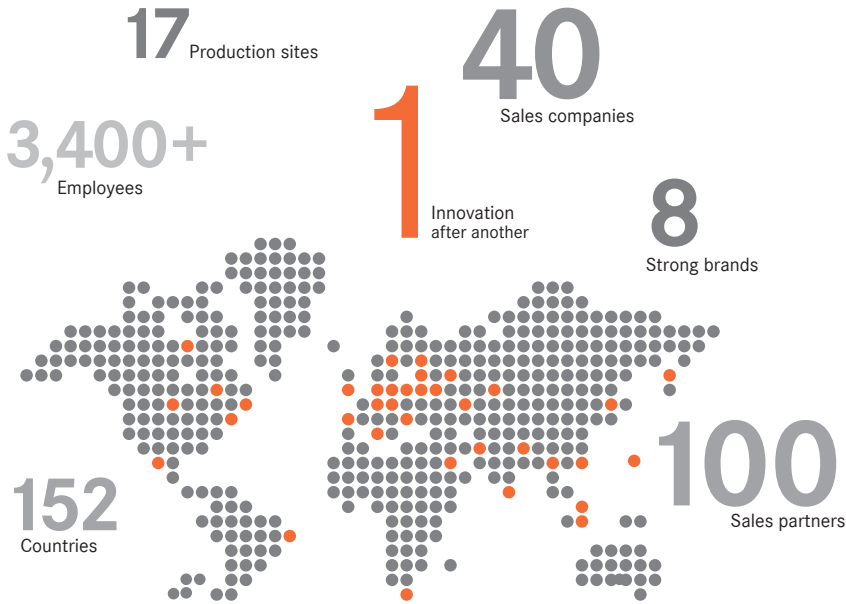 17 Production sites
40
Sales companies
3,400+
Employees
1 Innovation
after another
8
Strong brands
152
Countries
100
Sales partners